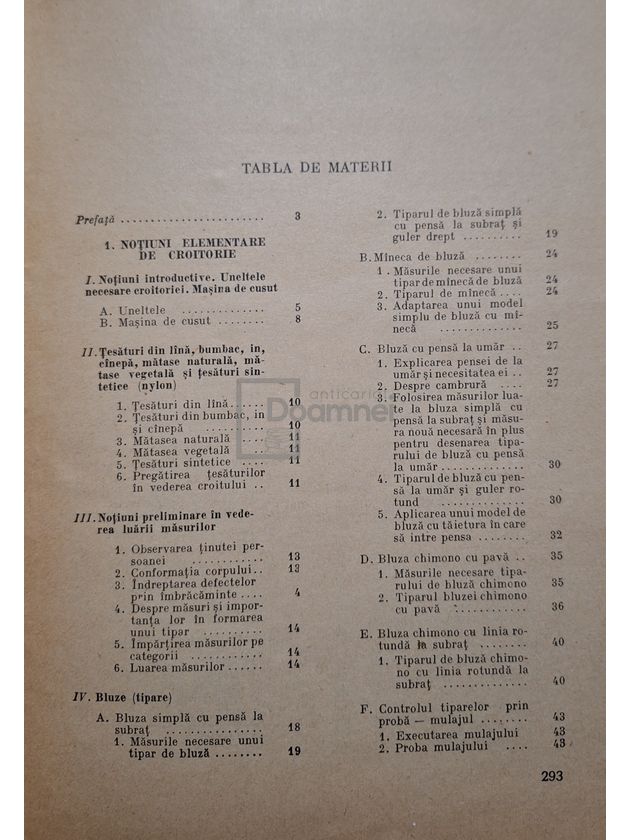 TABLA DE MATERII
Prefață ........................ 3
1. NOȚIUNI ELEMENTARE
DE CROITORIE
I. Noțiuni introductive. Uneltele
necesare croitoriei. Mașina de cusut
A. Uneltele .............. 5
B. Mașina de cusut ........ 8
II. Țesături din lînă, bumbac, in,
cînepă, mătase naturală, mă-
tase vegetală și țesături sin-
tetice (nylon)
1. Țesături din lînă...... 10
2. Țesături din bumbac, in
și cînepă ............ 10
3. Mătasea naturală .... 11
4. Mătasea vegetală .... 11
5. Țesături sintetice .... 11
6. Pregătirea țesăturilor
în vederea croitului .. 11
III. Noțiuni preliminare în vede-
rea luării măsurilor
1. Observarea ținutei per-
soanei ............ 13
2. Conformația corpului.. 13
3. Îndreptarea defectelor
prin îmbrăcăminte .... 4
4. Despre măsuri și impor-
tanța lor în formarea
unui tipar .......... 14
5. Împărțirea măsurilor pe
categorii ............ 14
6. Luarea măsurilor ...... 14
IV. Bluze (tipare)
A. Bluza simplă cu pensă la
subraț ................ 18
1. Măsurile necesare unui
tipar de bluză ........ 19
2. Tiparul de bluză simplă
cu pensă la subraț și
guler drept .......... 19
B. Mîneca de bluză ........ 24
1. Măsurile necesare unui
tipar de mînecă de bluză 24
2. Tiparul de mînecă .... 24
3. Adaptarea unui model
simplu de bluză cu mî-
necă .............. 25
C. Bluză cu pensă la umăr .. 27
1. Explicarea pensei de la
umăr și necesitatea ei .. 27
2. Despre cambrură .... 27
3. Folosirea măsurilor lua-
te la bluza simplă cu
pensă la subraț și măsu-
ra nouă necesară în plus
pentru desenarea tipa-
rului de bluză cu pensă
la umăr .............. 30
4. Tiparul de bluză cu pen-
să la umăr și guler ro-
tund .............. 30
5. Aplicarea unui model de
bluză cu tăietura în care
să intre pensa ........ 32
D. Bluza chimono cu pavă .. 35
1. Măsurile necesare tipa-
rului de bluză chimono 35
2. Tiparul bluzei chimono
cu pavă ............ 36
E. Bluza chimono cu linia ro-
tundă la subraț ........ 40
1. Tiparul de bluză chimo-
no cu linia rotundă la
subraț .............. 40
F. Controlul tiparelor prin
probă — mulajul ........ 43
1. Executarea mulajului 43
2. Proba mulajului .... 43
293
anticariat
Doamnei